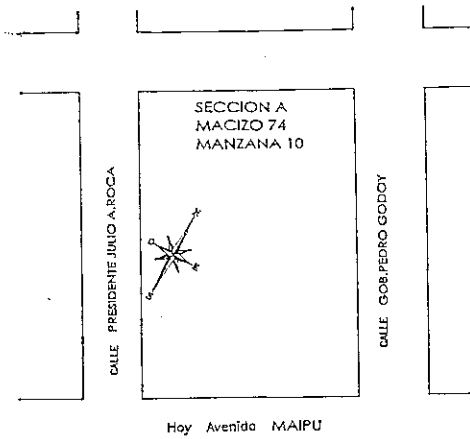 SECCION A
MACIZO 74
MANZANA 10
CALLE PRESIDENTE JULIO A.ROCA
N
O
E
S
CALLE GOB.PEDRO GODOY
Hoy Avenida MAIPU